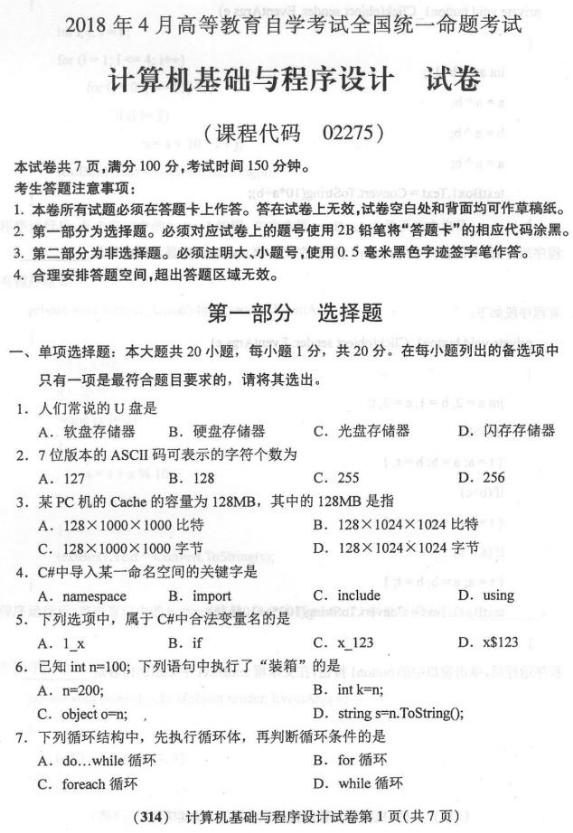 2018 年 4 月高等教育自学考试全国统一命题考试
计算机基础与程序设计 试卷
(课程代码 02275)
本试卷共 7 页,满分 100 分,考试时间 150 分钟。
考生答题注意事项:
1. 本卷所有试题必须在答题卡上作答。答在试卷上无效,试卷空白处和背面均可作草稿纸。
2. 第一部分为选择题。必须对应试卷上的题号使用 2B 铅笔将“答题卡”的相应代码涂黑。
3. 第二部分为非选择题。必须注明大、小题号,使用 0.5 毫米黑色字迹签字笔作答。
4. 合理安排答题空间,超出答题区域无效。
第一部分 选择题
一、单项选择题:本大题共 20 小题,每小题 1 分,共 20 分。在每小题列出的备选项中
只有一项是最符合题目要求的,请将其选出。
1. 人们常说的 U 盘是
A. 软盘存储器 B. 硬盘存储器 C. 光盘存储器 D. 闪存存储器
2. 7 位版本的 ASCII 码可表示的字符个数为
A. 127 B. 128 C. 255 D. 256
3. 某 PC 机的 Cache 的容量为 128MB,其中的 128MB 是指
A. 128×1000×1000 比特 B. 128×1024×1024 比特
C. 128×1000×1000 字节 D. 128×1024×1024 字节
4. C#中导入某一命名空间的关键字是
A. namespace B. import C. include D. using
5. 下列选项中,属于 C#中合法变量名的是
A. 1_x B. if C. x_123 D. x$123
6. 已知 int n=100; 下列语句中执行了“装箱”的是
A. n=200; B. int k=n;
C. object o=n; D. string s=n.ToString();
7. 下列循环结构中,先执行循环体,再判断循环条件的是
A. do…while 循环 B. for 循环
C. foreach 循环 D. while 循环
(314) 计算机基础与程序设计试卷第 1 页(共 7 页)